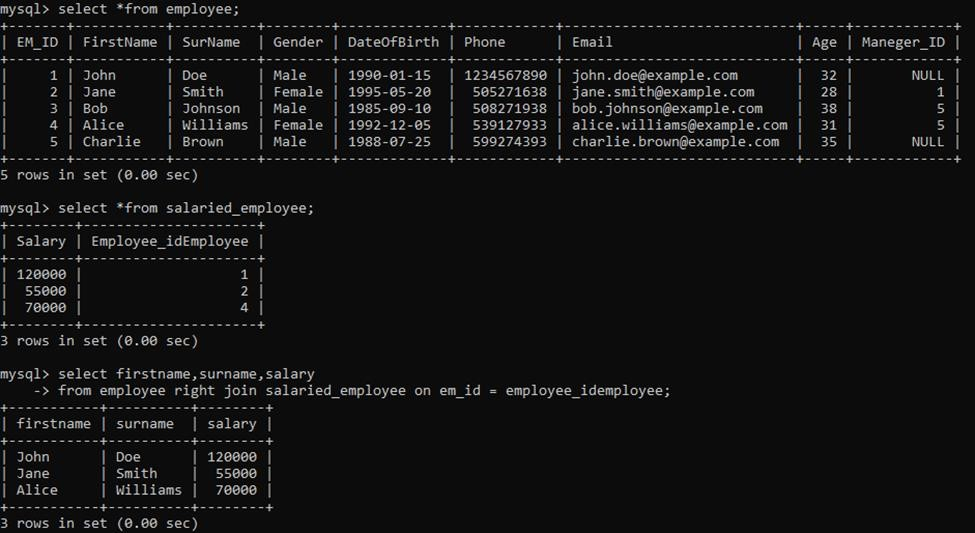 mysql> select *from employee;
+-------+-----------+----------+--------+-------------+------------+----------------------------+-----+------------+
| EM_ID | FirstName | SurName  | Gender | DateOfBirth | Phone      | Email                      | Age | Maneger_ID |
+-------+-----------+----------+--------+-------------+------------+----------------------------+-----+------------+
|     1 | John      | Doe      | Male   | 1990-01-15  | 1234567890 | john.doe@example.com       |  32 |       NULL |
|     2 | Jane      | Smith    | Female | 1995-05-20  |  505271638 | jane.smith@example.com     |  28 |          1 |
|     3 | Bob       | Johnson  | Male   | 1985-09-10  |  508271938 | bob.johnson@example.com    |  38 |          5 |
|     4 | Alice     | Williams | Female | 1992-12-05  |  539127933 | alice.williams@example.com |  31 |          5 |
|     5 | Charlie   | Brown    | Male   | 1988-07-25  |  599274393 | charlie.brown@example.com  |  35 |       NULL |
+-------+-----------+----------+--------+-------------+------------+----------------------------+-----+------------+
5 rows in set (0.00 sec)

mysql> select *from salaried_employee;
+--------+---------------------+
| Salary | Employee_idEmployee |
+--------+---------------------+
| 120000 |                   1 |
|  55000 |                   2 |
|  70000 |                   4 |
+--------+---------------------+
3 rows in set (0.00 sec)

mysql> select firstname,surname,salary
    -> from employee right join salaried_employee on em_id = employee_idemployee;
+-----------+----------+--------+
| firstname | surname  | salary |
+-----------+----------+--------+
| John      | Doe      | 120000 |
| Jane      | Smith    |  55000 |
| Alice     | Williams |  70000 |
+-----------+----------+--------+
3 rows in set (0.00 sec)